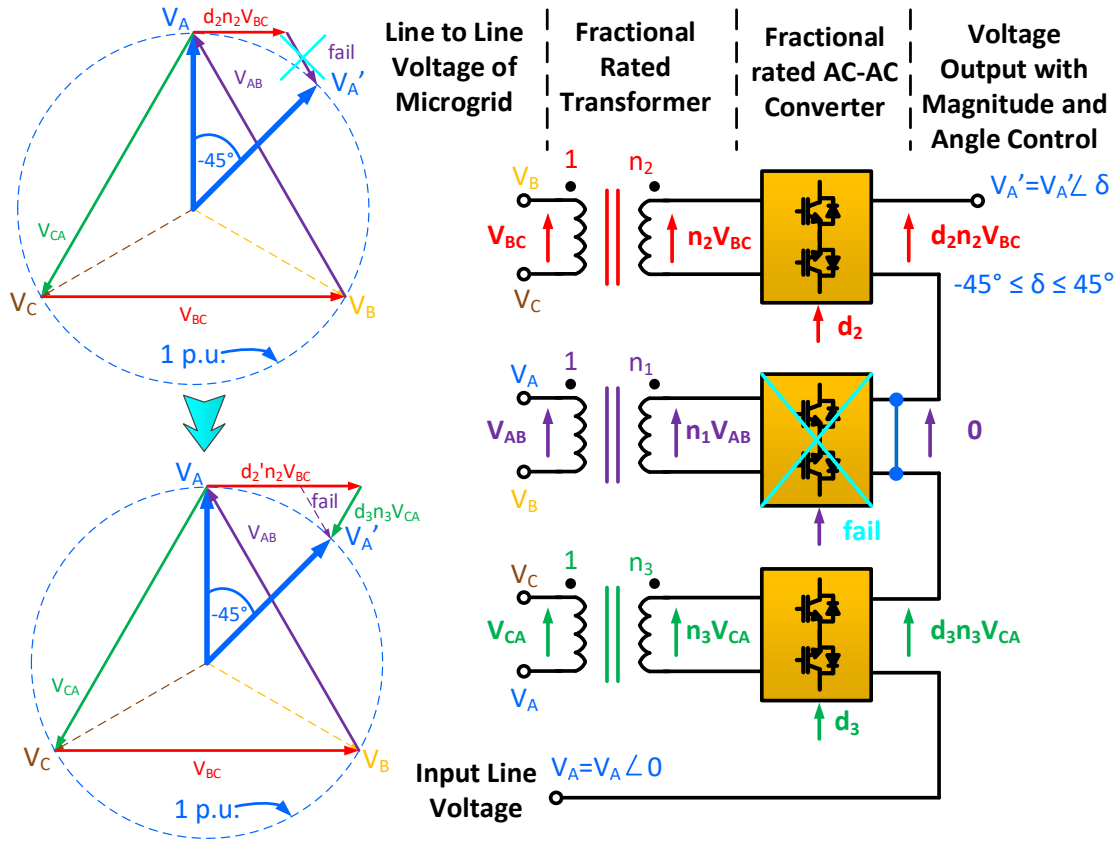 V_A
d₂n₂V_BC
fail
V_A'
V_AB
-45°
V_CA
V_C
V_BC
V_B
1 p.u.
V_A
d₂'n₂V_BC
fail
d₃n₃V_CA
V_A'
V_AB
-45°
V_CA
V_C
V_BC
V_B
1 p.u.
Line to Line
Voltage of
Microgrid
Fractional
Rated
Transformer
Fractional
rated AC-AC
Converter
Voltage
Output with
Magnitude and
Angle Control
1
n₂
V_B
V_BC
n₂V_BC
V_C
d₂
V_A'=V_A'∠ δ
d₂n₂V_BC
-45° ≤ δ ≤ 45°
1
n₁
V_A
V_AB
n₁V_AB
V_B
fail
0
1
n₃
V_C
V_CA
n₃V_CA
V_A
d₃
d₃n₃V_CA
Input Line
Voltage
V_A=V_A∠ 0